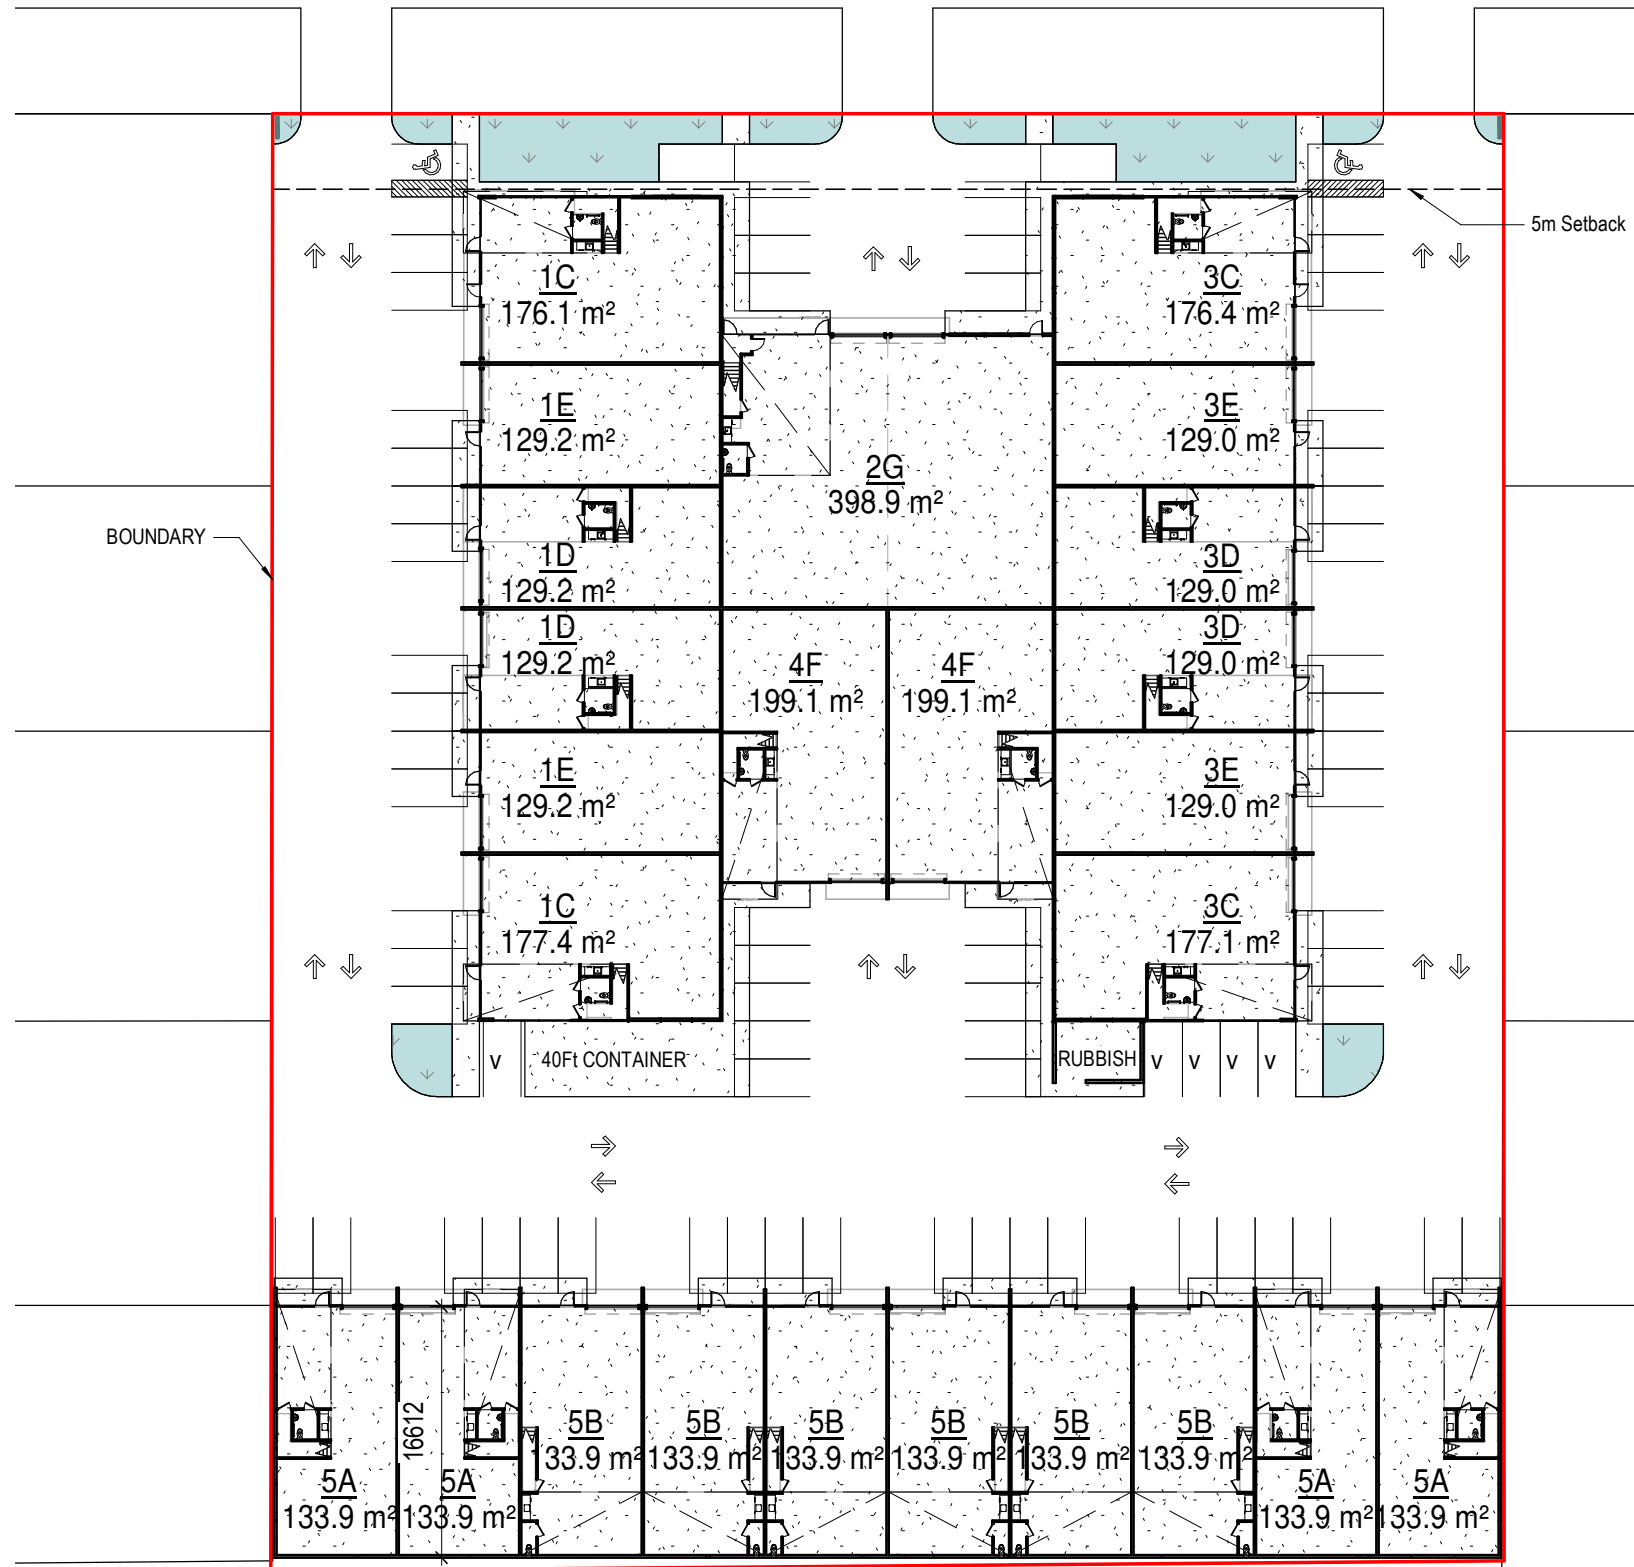 5m Setback
1C
176.1 m²
3C
176.4 m²
1E
129.2 m²
3E
129.0 m²
2G
398.9 m²
BOUNDARY
1D
129.2 m²
3D
129.0 m²
1D
129.2 m²
3D
129.0 m²
4F
199.1 m²
4F
199.1 m²
1E
129.2 m²
3E
129.0 m²
1C
177.4 m²
3C
177.1 m²
V
40Ft CONTAINER
RUBBISH
V
V
V
V
16612
5A
133.9 m²
5A
133.9 m²
5B
133.9 m²
5B
133.9 m²
5B
133.9 m²
5B
133.9 m²
5B
133.9 m²
5B
133.9 m²
5A
133.9 m²
5A
133.9 m²